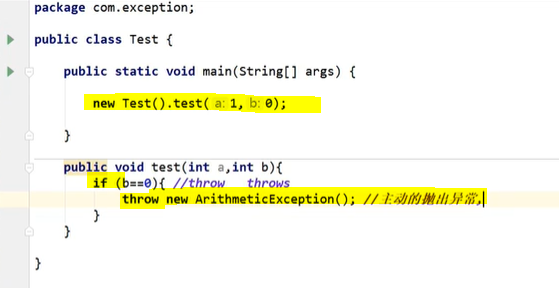 package com.exception;
public class Test {
public static void main(String[] args) {
new Test().test( a: 1, b: 0);
}
public void test(int a,int b){
if (b==0){ //throw throws
throw new ArithmeticException(); //主动的抛出异常,
}
}
}